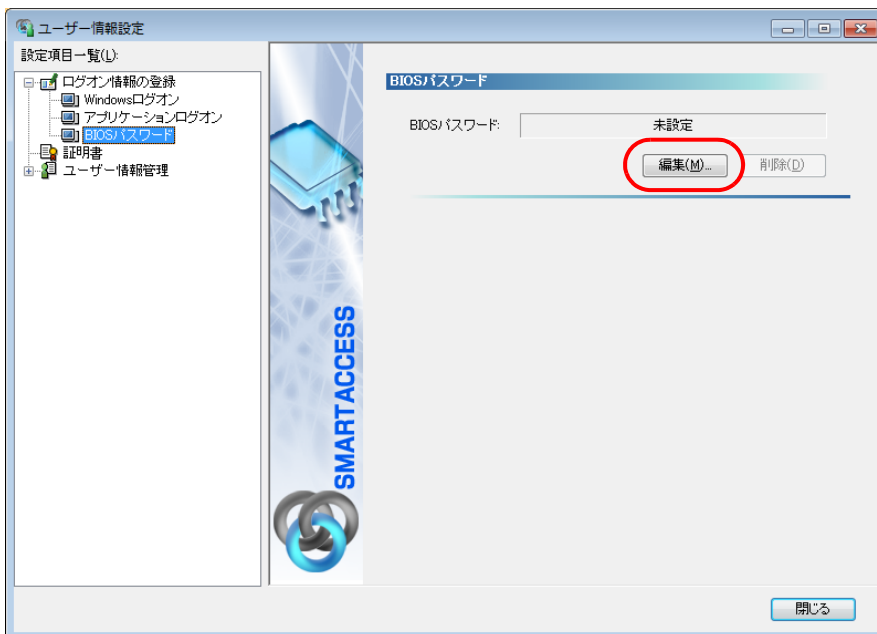 ユーザー情報設定
設定項目一覧(L):
ログオン情報の登録
Windowsログオン
アプリケーションログオン
BIOSパスワード
証明書
ユーザー情報管理
SMARTACCESS
BIOSパスワード
BIOSパスワード: 未設定
編集(M)... 削除(D)
閉じる